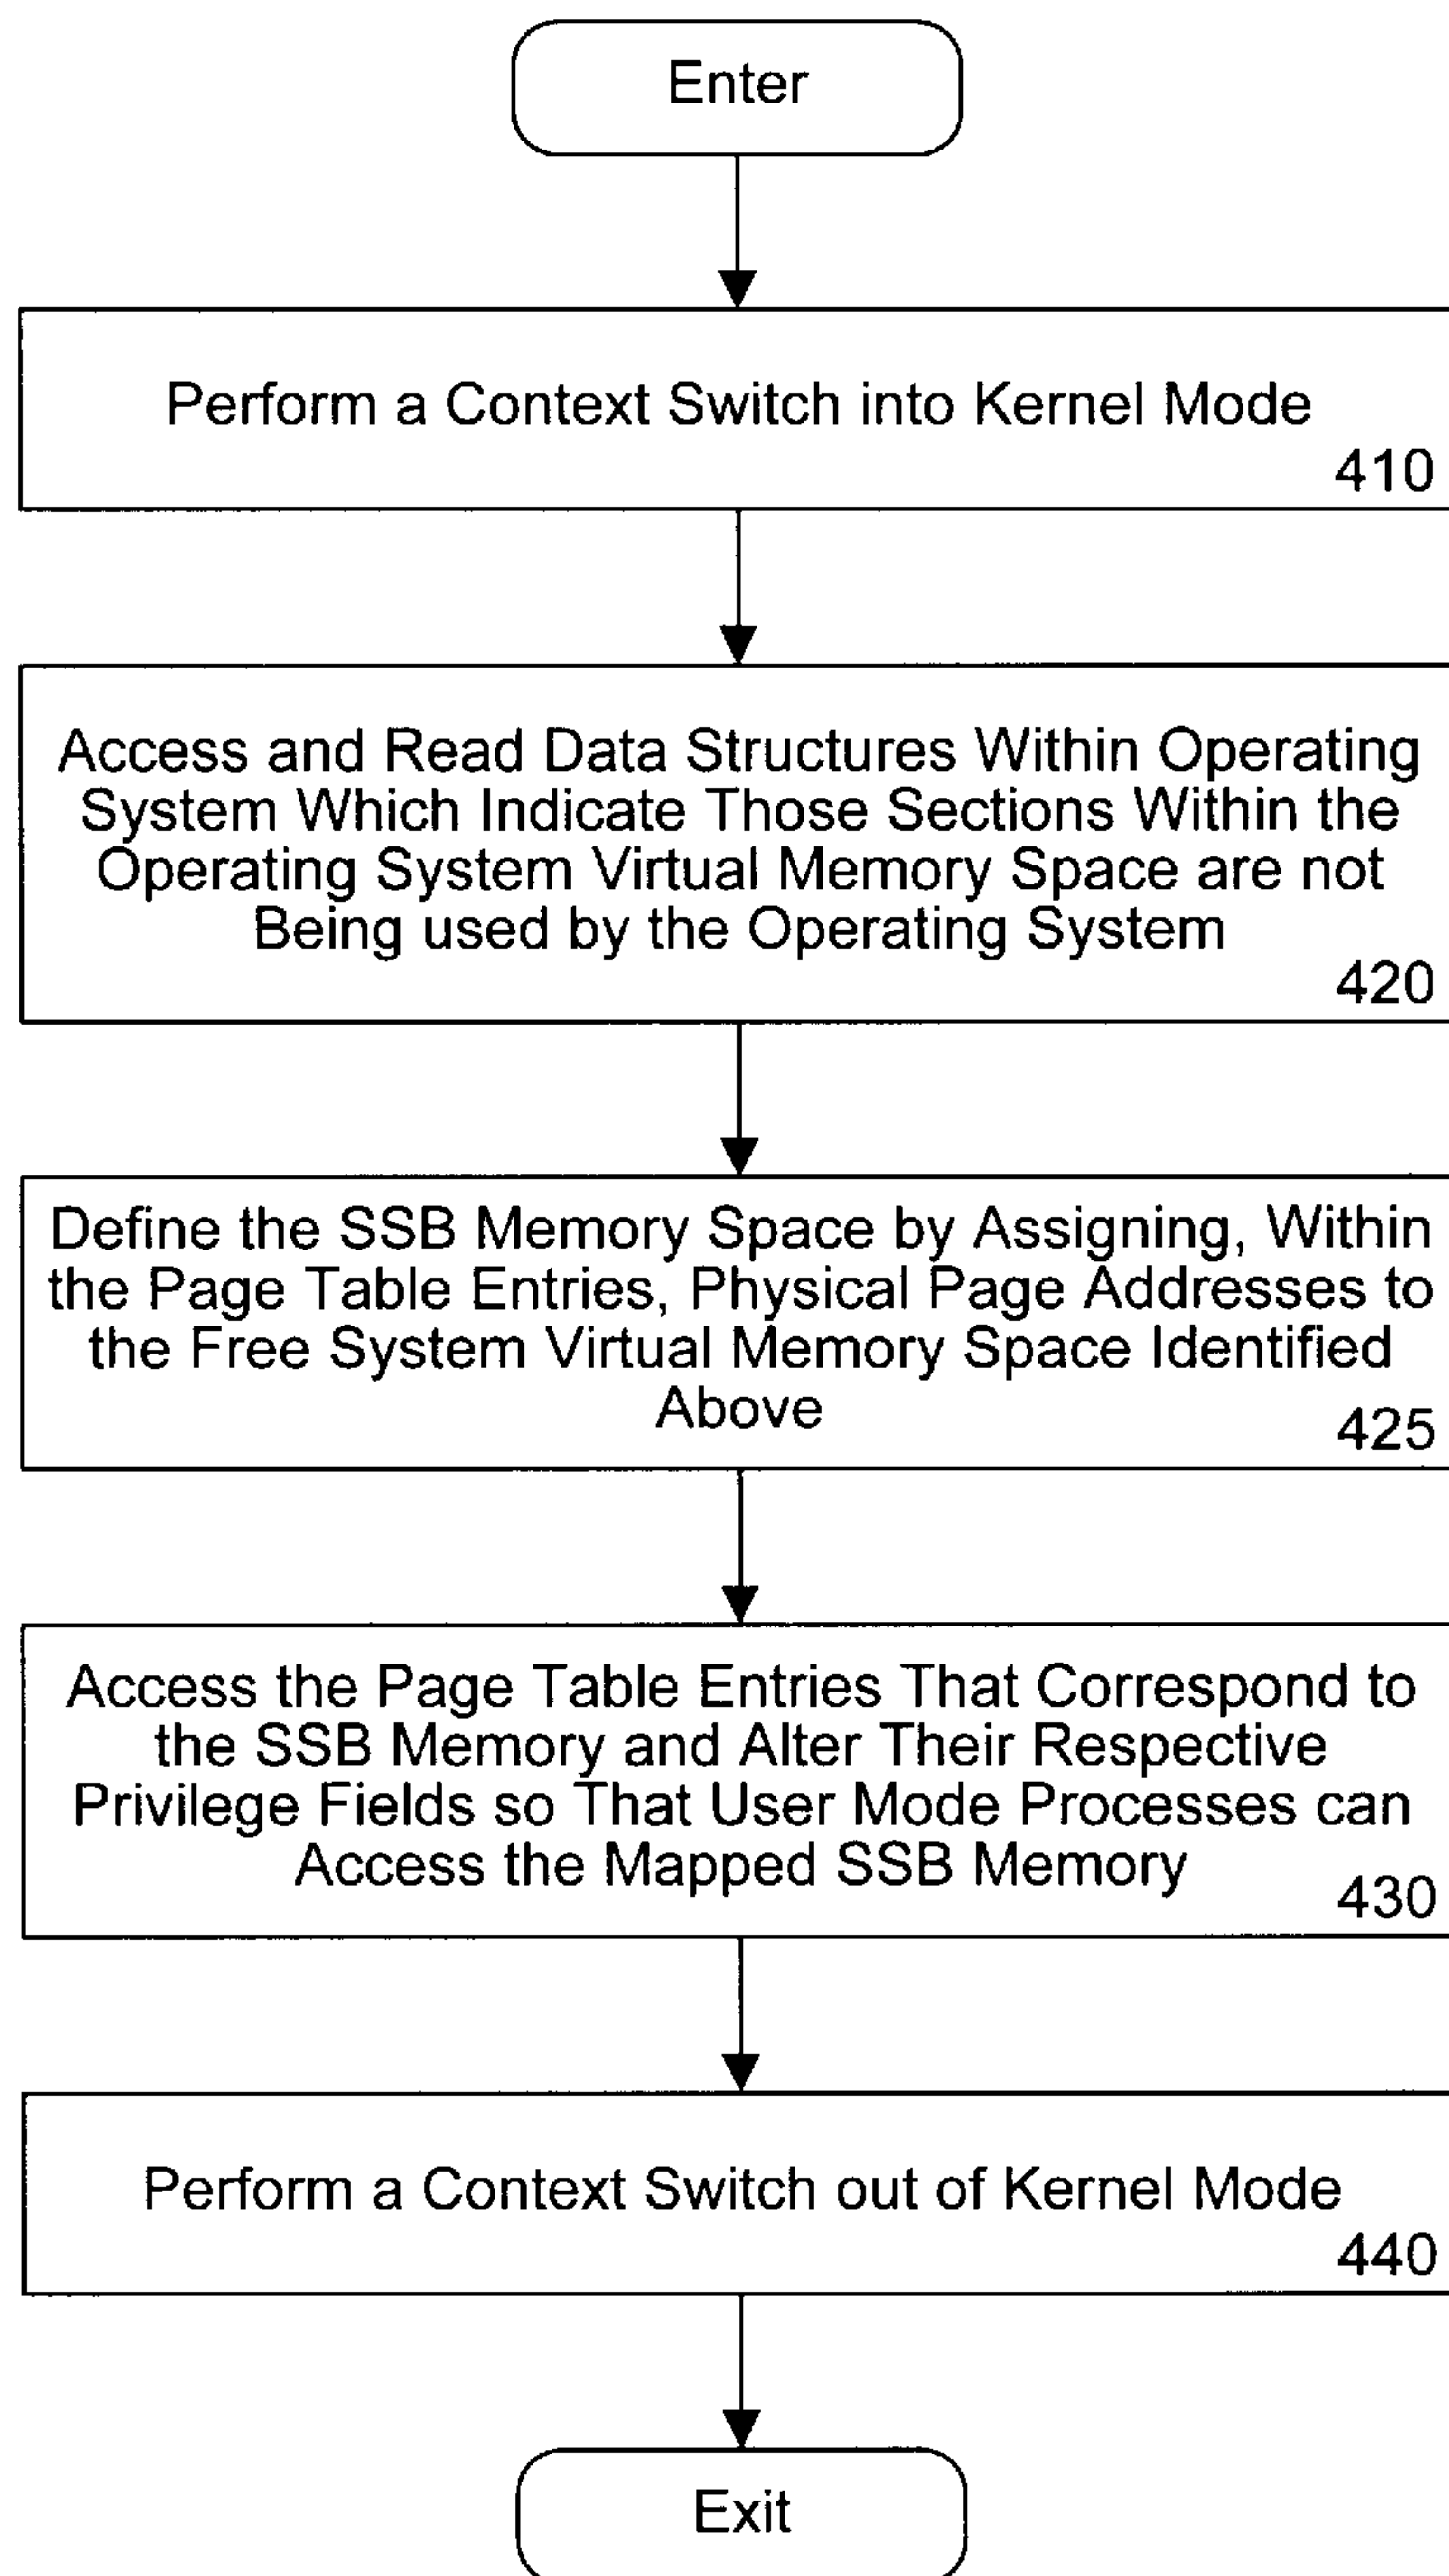 Enter
Perform a Context Switch into Kernel Mode
410
Access and Read Data Structures Within Operating
System Which Indicate Those Sections Within the
Operating System Virtual Memory Space are not
Being used by the Operating System
420
Define the SSB Memory Space by Assigning, Within
the Page Table Entries, Physical Page Addresses to
the Free System Virtual Memory Space Identified
Above
425
Access the Page Table Entries That Correspond to
the SSB Memory and Alter Their Respective
Privilege Fields so That User Mode Processes can
Access the Mapped SSB Memory
430
Perform a Context Switch out of Kernel Mode
440
Exit